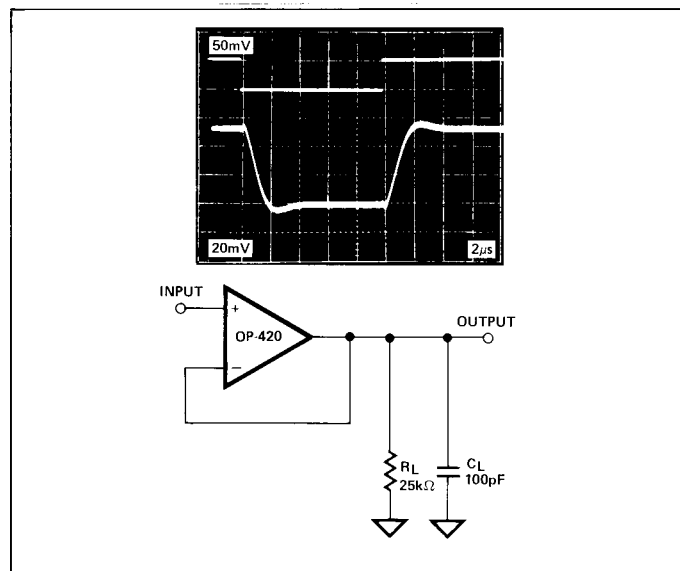 50mV
20mV
2μs
INPUT
+
OP-420
−
OUTPUT
RL
25kΩ
CL
100pF